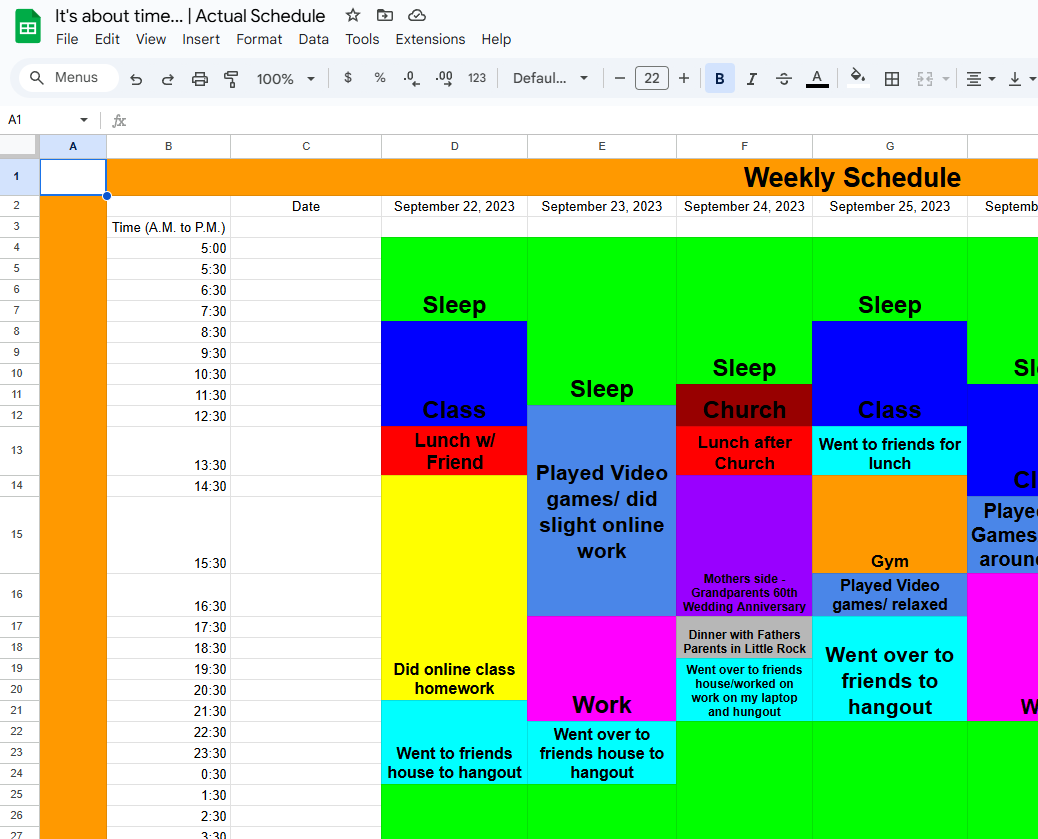 It's about time... | Actual Schedule
File Edit View Insert Format Data Tools Extensions Help
Menus 100% $ % .0 .00 123 Defaul... 22 B I S A
A1 fx
A B C D E F G
1 Weekly Schedule
2 Date September 22, 2023 September 23, 2023 September 24, 2023 September 25, 2023 Septemb
3 Time (A.M. to P.M.)
4 5:00
5 5:30
6 6:30
7 7:30
8 8:30
9 9:30
10 10:30
11 11:30
12 12:30
13 13:30
14 14:30
15 15:30
16 16:30
17 17:30
18 18:30
19 19:30
20 20:30
21 21:30
22 22:30
23 23:30
24 0:30
25 1:30
26 2:30
27 3:30
Sleep
Class
Lunch w/
Friend
Did online class
homework
Went to friends
house to hangout
Sleep
Played Video
games/ did
slight online
work
Work
Went over to
friends house to
hangout
Sleep
Church
Lunch after
Church
Mothers side -
Grandparents 60th
Wedding Anniversary
Dinner with Fathers
Parents in Little Rock
Went over to friends
house/worked on
work on my laptop
and hungout
Sleep
Class
Went to friends for
lunch
Gym
Played Video
games/ relaxed
Went over to
friends to
hangout
Sl
Cl
Playe
Games
aroun
W